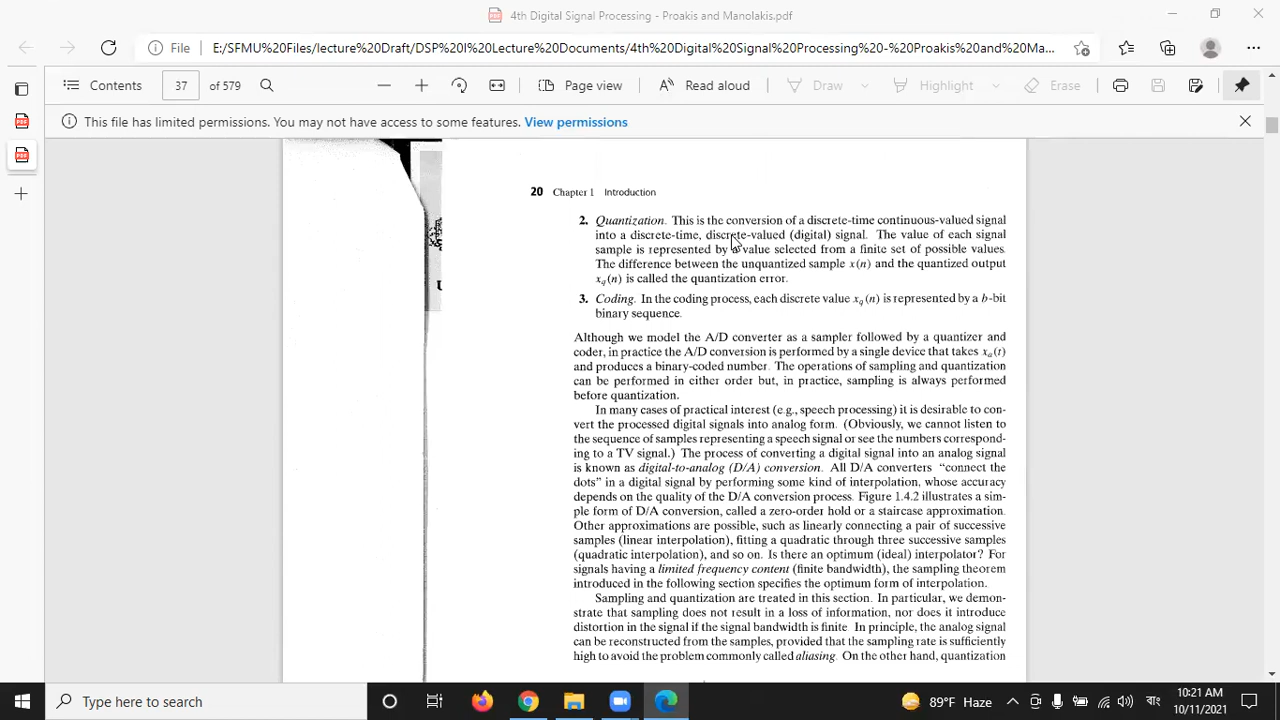 4th Digital Signal Processing - Proakis and Manolakis.pdf
File
E:/SFMU%20Files/lecture%20Draft/DSP%20I%20Lecture%20Documents/4th%20Digital%20Signal%20Processing%20-%20Proakis%20and%20Ma...
Contents
37
of 579
Page view
Read aloud
Draw
Highlight
Erase
This file has limited permissions. You may not have access to some features. View permissions
20 Chapter 1 Introduction
2. Quantization. This is the conversion of a discrete-time continuous-valued signal
into a discrete-time, discrete-valued (digital) signal. The value of each signal
sample is represented by a value selected from a finite set of possible values.
The difference between the unquantized sample x(n) and the quantized output
xq(n) is called the quantization error.
3. Coding. In the coding process, each discrete value xq(n) is represented by a b-bit
binary sequence.
Although we model the A/D converter as a sampler followed by a quantizer and
coder, in practice the A/D conversion is performed by a single device that takes xa(t)
and produces a binary-coded number. The operations of sampling and quantization
can be performed in either order but, in practice, sampling is always performed
before quantization.
In many cases of practical interest (e.g., speech processing) it is desirable to con-
vert the processed digital signals into analog form. (Obviously, we cannot listen to
the sequence of samples representing a speech signal or see the numbers correspond-
ing to a TV signal.) The process of converting a digital signal into an analog signal
is known as digital-to-analog (D/A) conversion. All D/A converters "connect the
dots" in a digital signal by performing some kind of interpolation, whose accuracy
depends on the quality of the D/A conversion process. Figure 1.4.2 illustrates a sim-
ple form of D/A conversion, called a zero-order hold or a staircase approximation.
Other approximations are possible, such as linearly connecting a pair of successive
samples (linear interpolation), fitting a quadratic through three successive samples
(quadratic interpolation), and so on. Is there an optimum (ideal) interpolator? For
signals having a limited frequency content (finite bandwidth), the sampling theorem
introduced in the following section specifies the optimum form of interpolation.
Sampling and quantization are treated in this section. In particular, we demon-
strate that sampling does not result in a loss of information, nor does it introduce
distortion in the signal if the signal bandwidth is finite. In principle, the analog signal
can be reconstructed from the samples, provided that the sampling rate is sufficiently
high to avoid the problem commonly called aliasing. On the other hand, quantization
Type here to search
89°F Haze
বাং
10:21 AM
10/11/2021